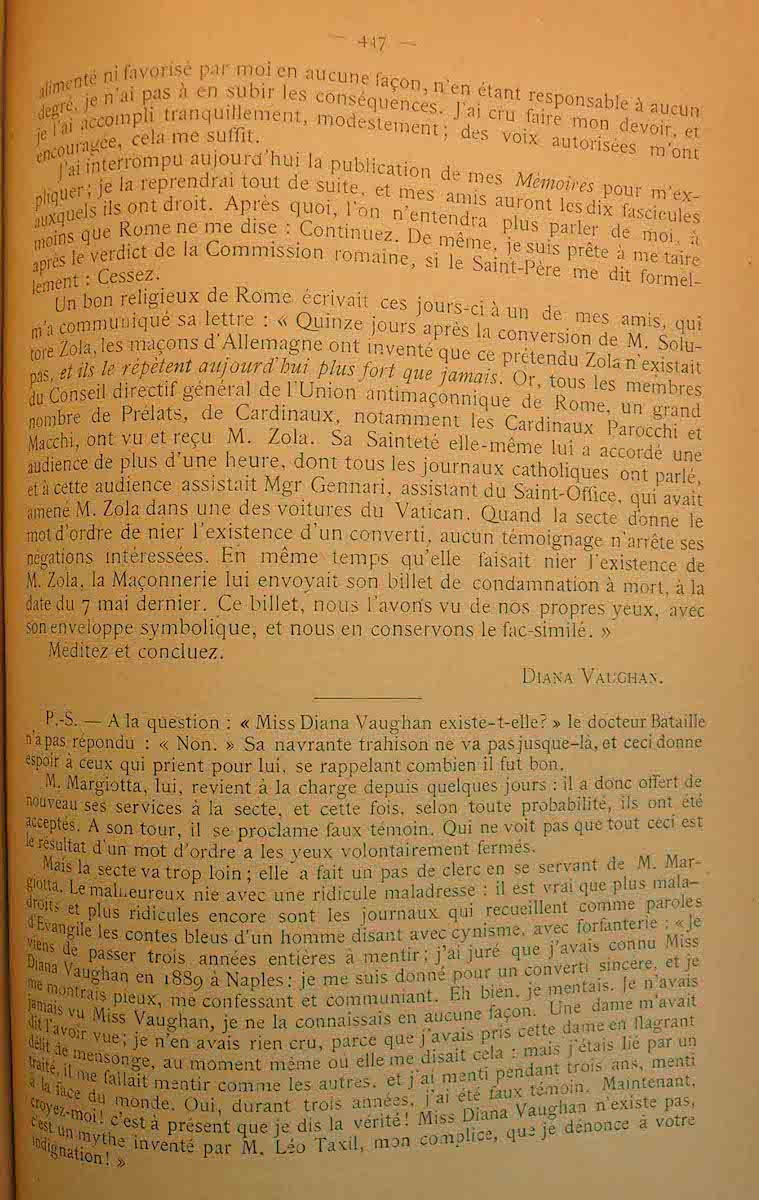 — 447 —
alimenté ni favorisé par moi en aucune façon, n'en étant responsable à aucun
degré, je n'ai pas à en subir les conséquences. J'ai cru faire mon devoir, et
je l'ai accompli tranquillement, modestement; des voix autorisées m'ont
encouragée, cela me suffit.
J'ai interrompu aujourd'hui la publication de mes Mémoires pour m'ex-
pliquer; je la reprendrai tout de suite, et mes amis auront les dix fascicules
auxquels ils ont droit. Après quoi, l'on n'entendra plus parler de moi, à
moins que Rome ne me dise : Continuez. De même, je suis prête à me taire
après le verdict de la Commission romaine, si le Saint-Père me dit formel-
lement : Cessez.
Un bon religieux de Rome écrivait ces jours-ci à un de mes amis, qui
m'a communiqué sa lettre : « Quinze jours après la conversion de M. Solu-
tore Zola, les maçons d'Allemagne ont inventé que ce prétendu Zola n'existait
pas, et ils le répètent aujourd'hui plus fort que jamais. Or, tous les membres
du Conseil directif général de l'Union antimaçonnique de Rome, un grand
nombre de Prélats, de Cardinaux, notamment les Cardinaux Parocchi et
Macchi, ont vu et reçu M. Zola. Sa Sainteté elle-même lui a accordé une
audience de plus d'une heure, dont tous les journaux catholiques ont parlé,
et à cette audience assistait Mgr Gennari, assistant du Saint-Office, qui avait
amené M. Zola dans une des voitures du Vatican. Quand la secte donne le
mot d'ordre de nier l'existence d'un converti, aucun témoignage n'arrête ses
négations intéressées. En même temps qu'elle faisait nier l'existence de
M. Zola, la Maçonnerie lui envoyait son billet de condamnation à mort, à la
date du 7 mai dernier. Ce billet, nous l'avons vu de nos propres yeux, avec
son enveloppe symbolique, et nous en conservons le fac-similé. »
Méditez et concluez.
DIANA VAUGHAN.
P.-S. — A la question : « Miss Diana Vaughan existe-t-elle? » le docteur Bataille
n'a pas répondu : « Non. » Sa navrante trahison ne va pas jusque-là, et ceci donne
espoir à ceux qui prient pour lui, se rappelant combien il fut bon.
M. Margiotta, lui, revient à la charge depuis quelques jours : il a donc offert de
nouveau ses services à la secte, et cette fois, selon toute probabilité, ils ont été
acceptés. A son tour, il se proclame faux témoin. Qui ne voit pas que tout ceci est
le résultat d'un mot d'ordre a les yeux volontairement fermés.
Mais la secte va trop loin; elle a fait un pas de clerc en se servant de M. Mar-
giotta. Le malheureux nie avec une ridicule maladresse : il est vrai que plus mala-
droits et plus ridicules encore sont les journaux qui recueillent comme paroles
d'Evangile les contes bleus d'un homme disant avec cynisme, avec forfanterie : « Je
viens de passer trois années entières à mentir; j'ai juré que j'avais connu Miss
Diana Vaughan en 1889 à Naples; je me suis donné pour un converti sincère, et je
me montrais pieux, me confessant et communiant. Eh bien, je mentais. Je n'avais
jamais vu Miss Vaughan, je ne la connaissais en aucune façon. Une dame m'avait
dit l'avoir vue; je n'en avais rien cru, parce que j'avais pris cette dame en flagrant
délit de mensonge, au moment même ou elle me disait cela : mais j'étais lié par un
traité, il me fallait mentir comme les autres, et j'ai menti pendant trois ans, menti
à la face du monde. Oui, durant trois années, j'ai été faux témoin. Maintenant,
croyez-moi! c'est à présent que je dis la vérité! Miss Diana Vaughan n'existe pas,
c'est un mythe inventé par M. Léo Taxil, mon complice, que je dénonce à votre
indignation! »